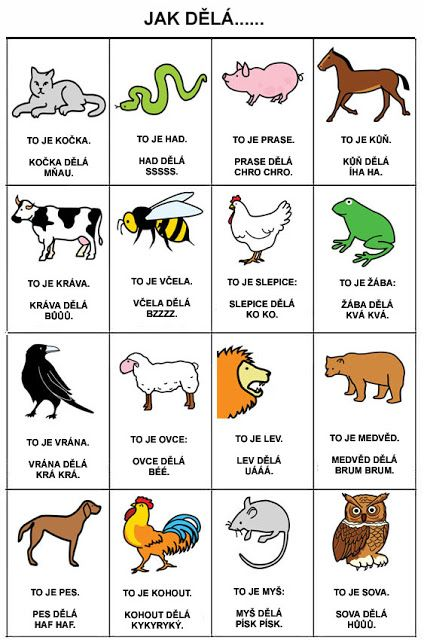 JAK DĚLÁ......
TO JE KOČKA.
KOČKA DĚLÁ
MŇAU.
TO JE HAD.
HAD DĚLÁ
SSSSS.
TO JE PRASE.
PRASE DĚLÁ
CHRO CHRO.
TO JE KŮŇ.
KŮŇ DĚLÁ
ÍHA HA.
TO JE KRÁVA.
KRÁVA DĚLÁ
BŮŮŮ.
TO JE VČELA.
VČELA DĚLÁ
BZZZZ.
TO JE SLEPICE:
SLEPICE DĚLÁ
KO KO.
TO JE ŽÁBA:
ŽÁBA DĚLÁ
KVÁ KVÁ.
TO JE VRÁNA.
VRÁNA DĚLÁ
KRÁ KRÁ.
TO JE OVCE:
OVCE DĚLÁ
BÉÉ.
TO JE LEV.
LEV DĚLÁ
UÁÁÁ.
TO JE MEDVĚD.
MEDVĚD DĚLÁ
BRUM BRUM.
TO JE PES.
PES DĚLÁ
HAF HAF.
TO JE KOHOUT.
KOHOUT DĚLÁ
KYKYRYKÝ.
TO JE MYŠ:
MYŠ DĚLÁ
PÍSK PÍSK.
TO JE SOVA.
SOVA DĚLÁ
HŮŮŮ.